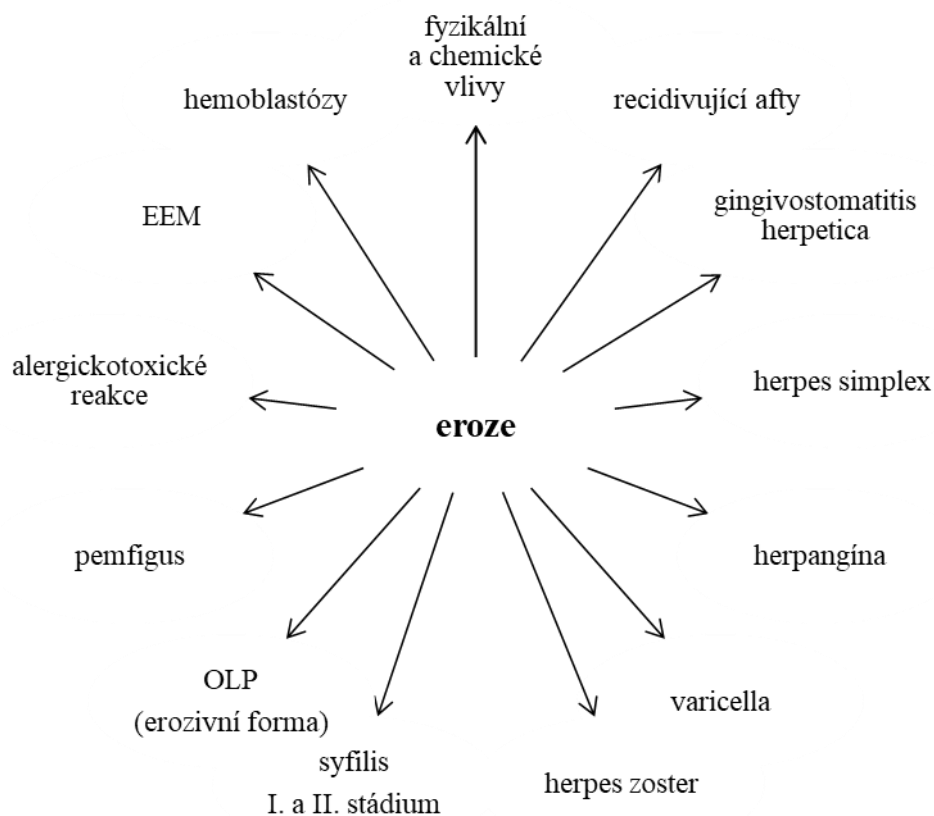 fyzikální
a chemické
vlivy
hemoblastózy
recidivující afty
EEM
gingivostomatitis
herpetica
alergickotoxické
reakce
herpes simplex
eroze
pemfigus
herpangína
OLP
(erozivní forma)
varicella
syfilis
I. a II. stádium
herpes zoster